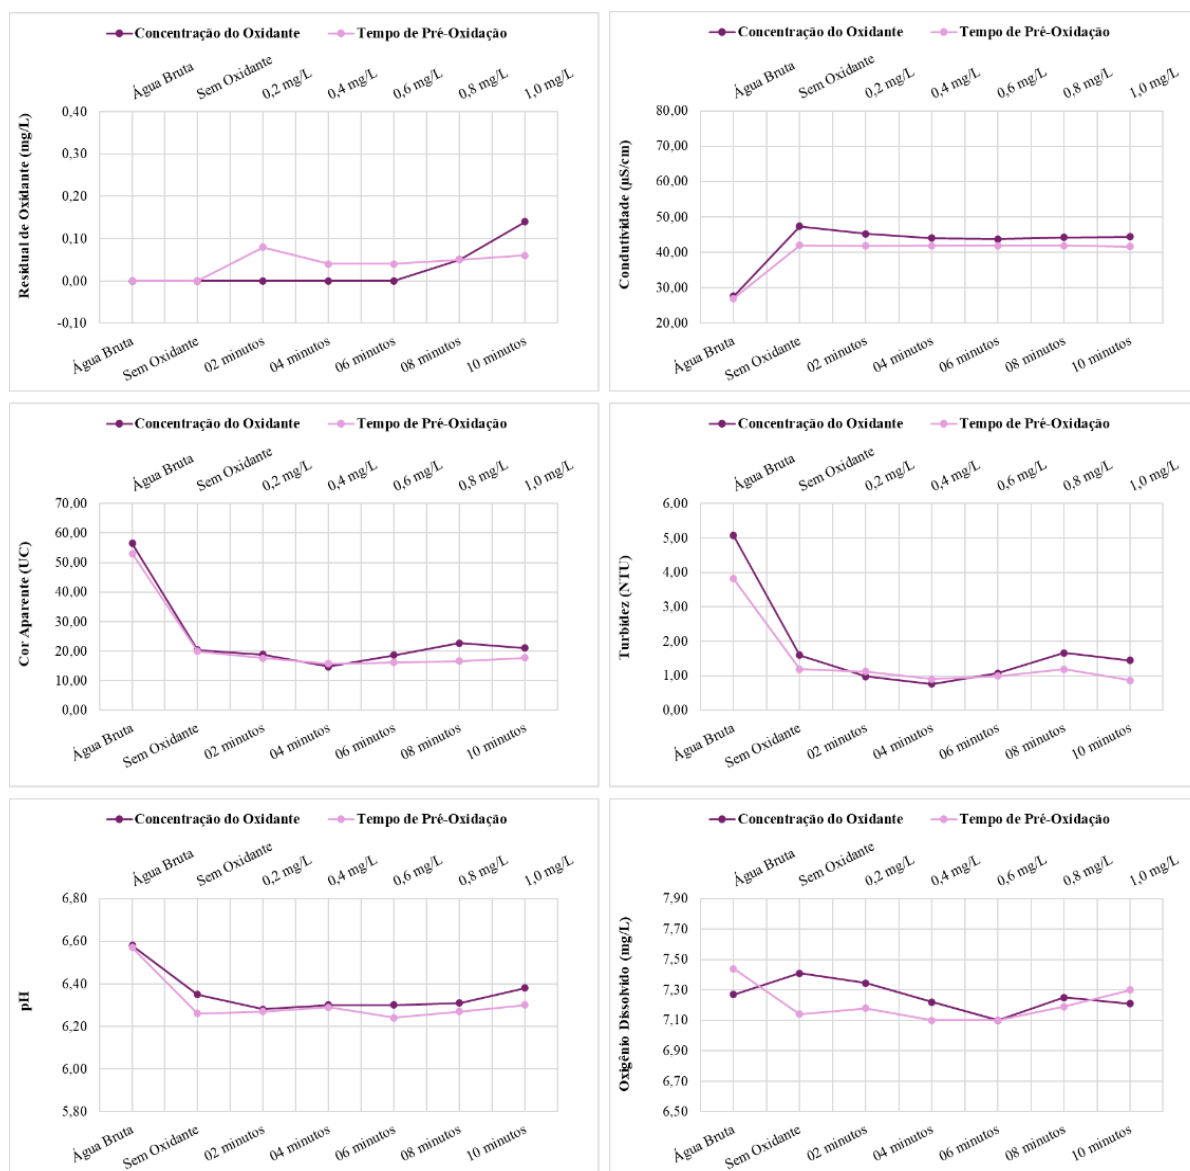 Concentração do Oxidante Tempo de Pré-Oxidação
Água Bruta Sem Oxidante 0,2 mg/L 0,4 mg/L 0,6 mg/L 0,8 mg/L 1,0 mg/L
Residual de Oxidante (mg/L)
0,40
0,30
0,20
0,10
0,00
-0,10
Água Bruta Sem Oxidante 02 minutos 04 minutos 06 minutos 08 minutos 10 minutos
Concentração do Oxidante Tempo de Pré-Oxidação
Água Bruta Sem Oxidante 0,2 mg/L 0,4 mg/L 0,6 mg/L 0,8 mg/L 1,0 mg/L
Condutividade (µS/cm)
80,00
70,00
60,00
50,00
40,00
30,00
20,00
Água Bruta Sem Oxidante 02 minutos 04 minutos 06 minutos 08 minutos 10 minutos
Concentração do Oxidante Tempo de Pré-Oxidação
Água Bruta Sem Oxidante 0,2 mg/L 0,4 mg/L 0,6 mg/L 0,8 mg/L 1,0 mg/L
Cor Aparente (UC)
70,00
60,00
50,00
40,00
30,00
20,00
10,00
0,00
Água Bruta Sem Oxidante 02 minutos 04 minutos 06 minutos 08 minutos 10 minutos
Concentração do Oxidante Tempo de Pré-Oxidação
Água Bruta Sem Oxidante 0,2 mg/L 0,4 mg/L 0,6 mg/L 0,8 mg/L 1,0 mg/L
Turbidez (NTU)
6,00
5,00
4,00
3,00
2,00
1,00
0,00
Água Bruta Sem Oxidante 02 minutos 04 minutos 06 minutos 08 minutos 10 minutos
Concentração do Oxidante Tempo de Pré-Oxidação
Água Bruta Sem Oxidante 0,2 mg/L 0,4 mg/L 0,6 mg/L 0,8 mg/L 1,0 mg/L
pH
6,80
6,60
6,40
6,20
6,00
5,80
Água Bruta Sem Oxidante 02 minutos 04 minutos 06 minutos 08 minutos 10 minutos
Concentração do Oxidante Tempo de Pré-Oxidação
Água Bruta Sem Oxidante 0,2 mg/L 0,4 mg/L 0,6 mg/L 0,8 mg/L 1,0 mg/L
Oxigênio Dissolvido (mg/L)
7,90
7,70
7,50
7,30
7,10
6,90
6,70
6,50
Água Bruta Sem Oxidante 02 minutos 04 minutos 06 minutos 08 minutos 10 minutos